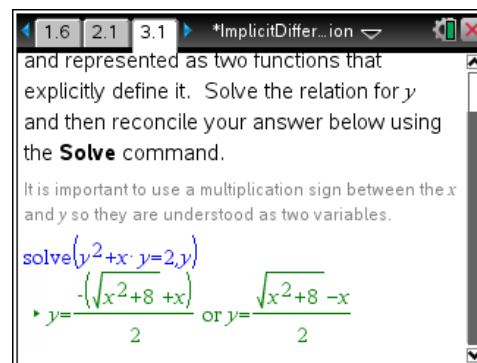 1.6 2.1 3.1 *ImplicitDiffer…ion
and represented as two functions that
explicitly define it. Solve the relation for y
and then reconcile your answer below using
the Solve command.
It is important to use a multiplication sign between the x
and y so they are understood as two variables.
solve(y²+x·y=2,y)
▸ y=-(√(x²+8)+x)/2 or y=(√(x²+8)-x)/2